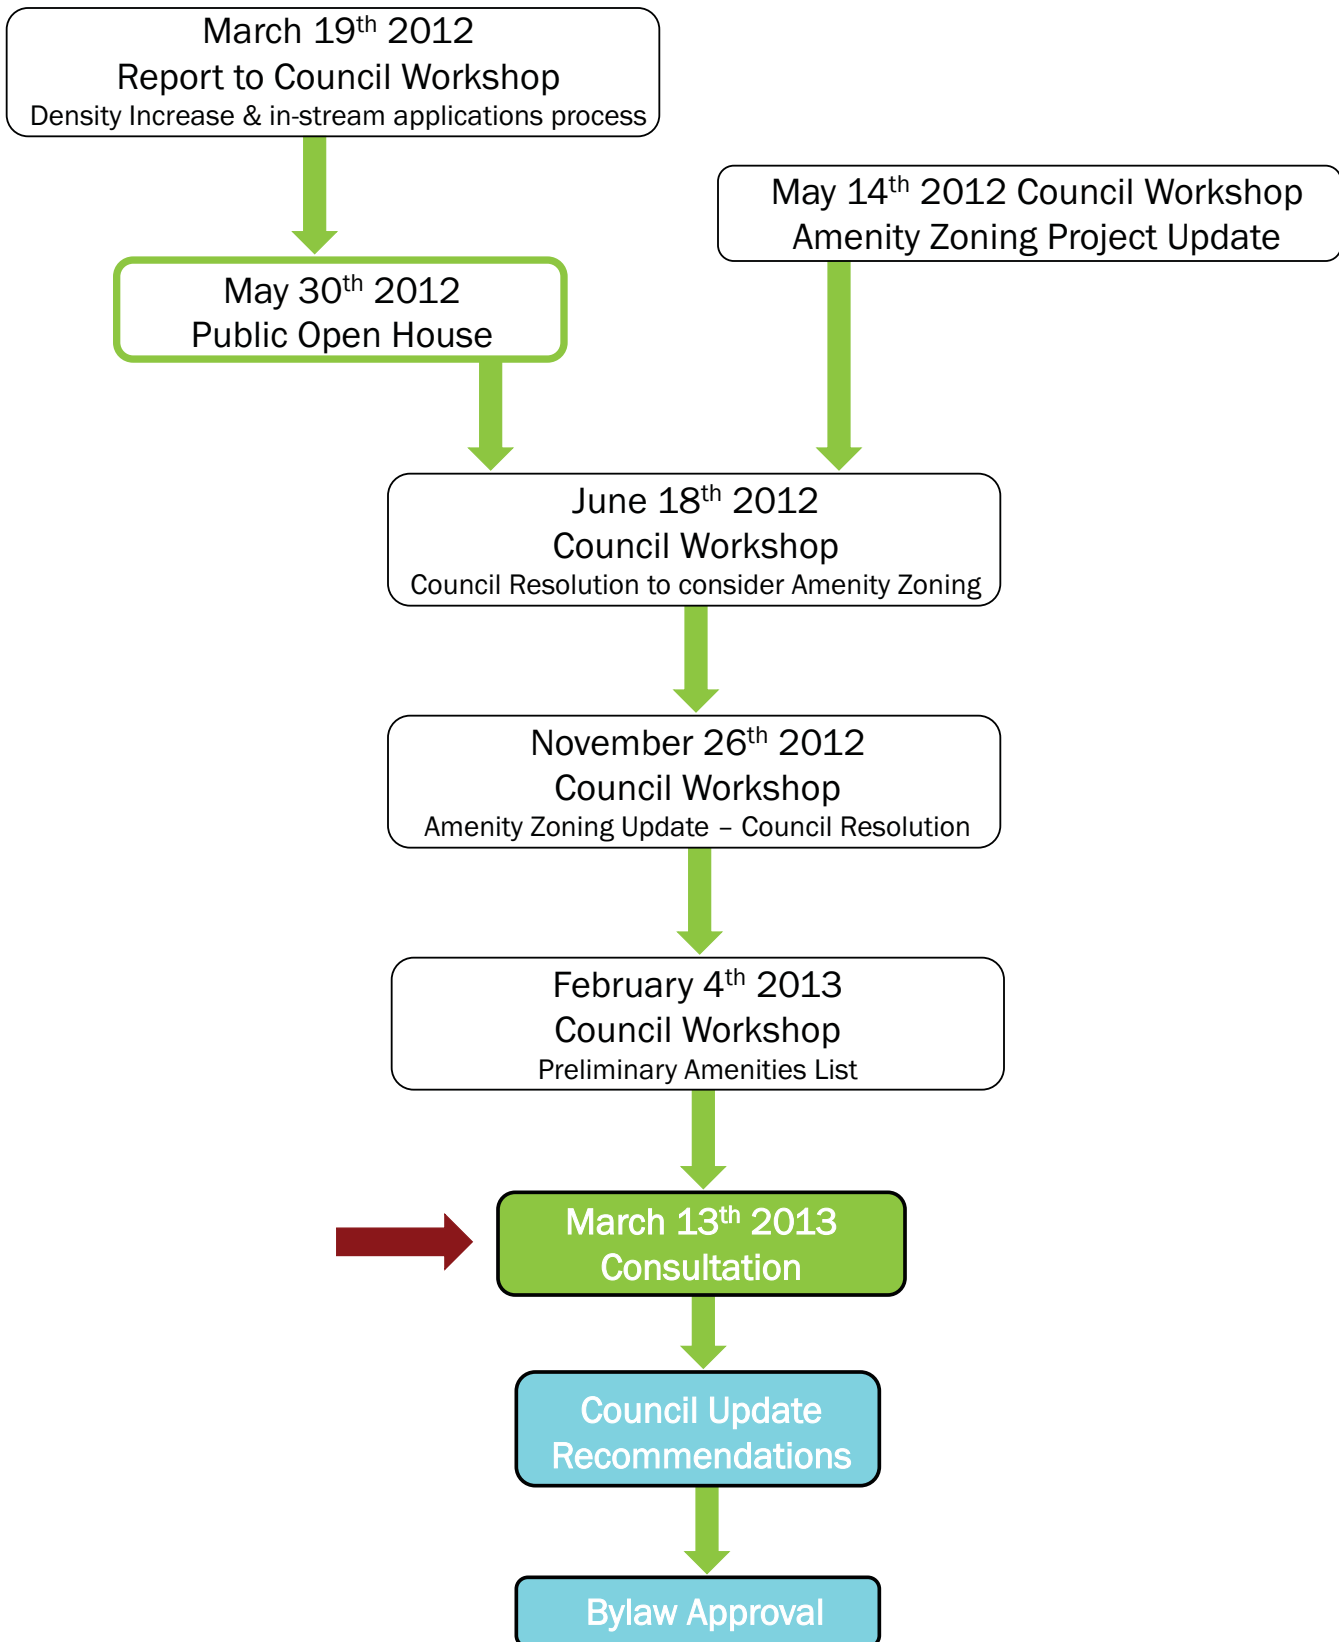 March 19th 2012
Report to Council Workshop
Density Increase & in-stream applications process
May 14th 2012 Council Workshop
Amenity Zoning Project Update
May 30th 2012
Public Open House
June 18th 2012
Council Workshop
Council Resolution to consider Amenity Zoning
November 26th 2012
Council Workshop
Amenity Zoning Update – Council Resolution
February 4th 2013
Council Workshop
Preliminary Amenities List
March 13th 2013
Consultation
Council Update
Recommendations
Bylaw Approval